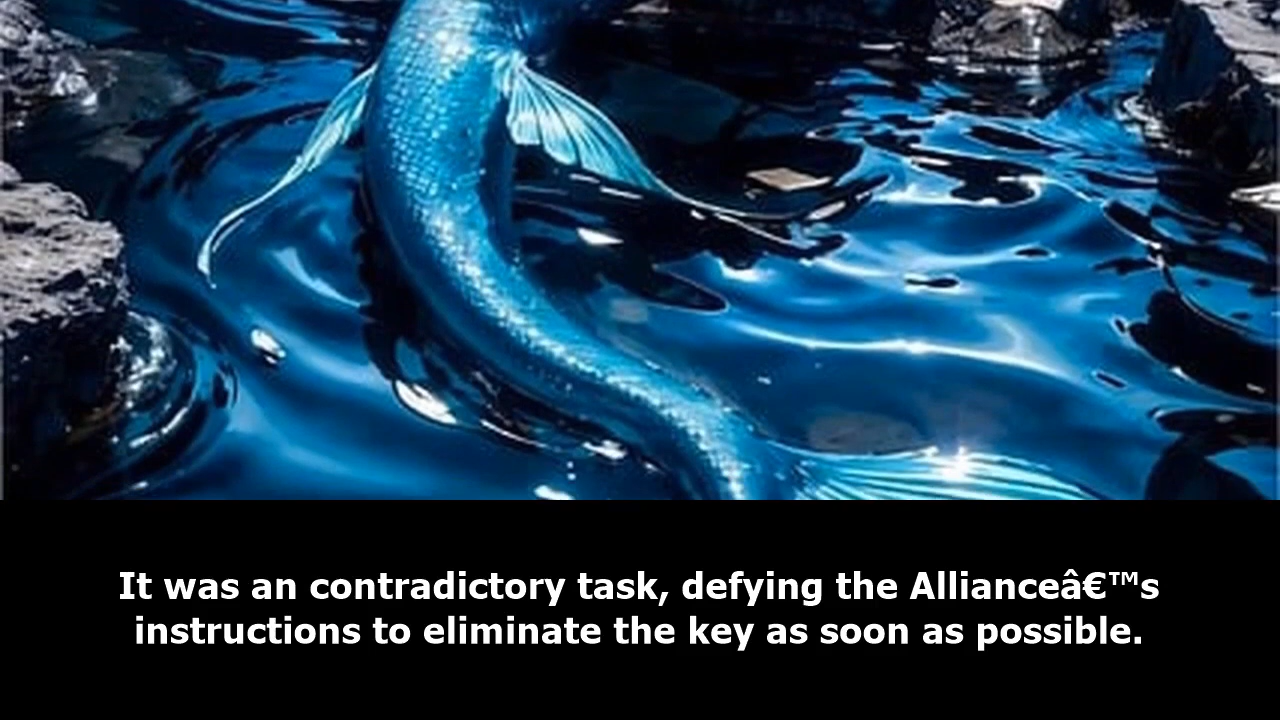 It was an contradictory task, defying the Allianceâ€™s
instructions to eliminate the key as soon as possible.